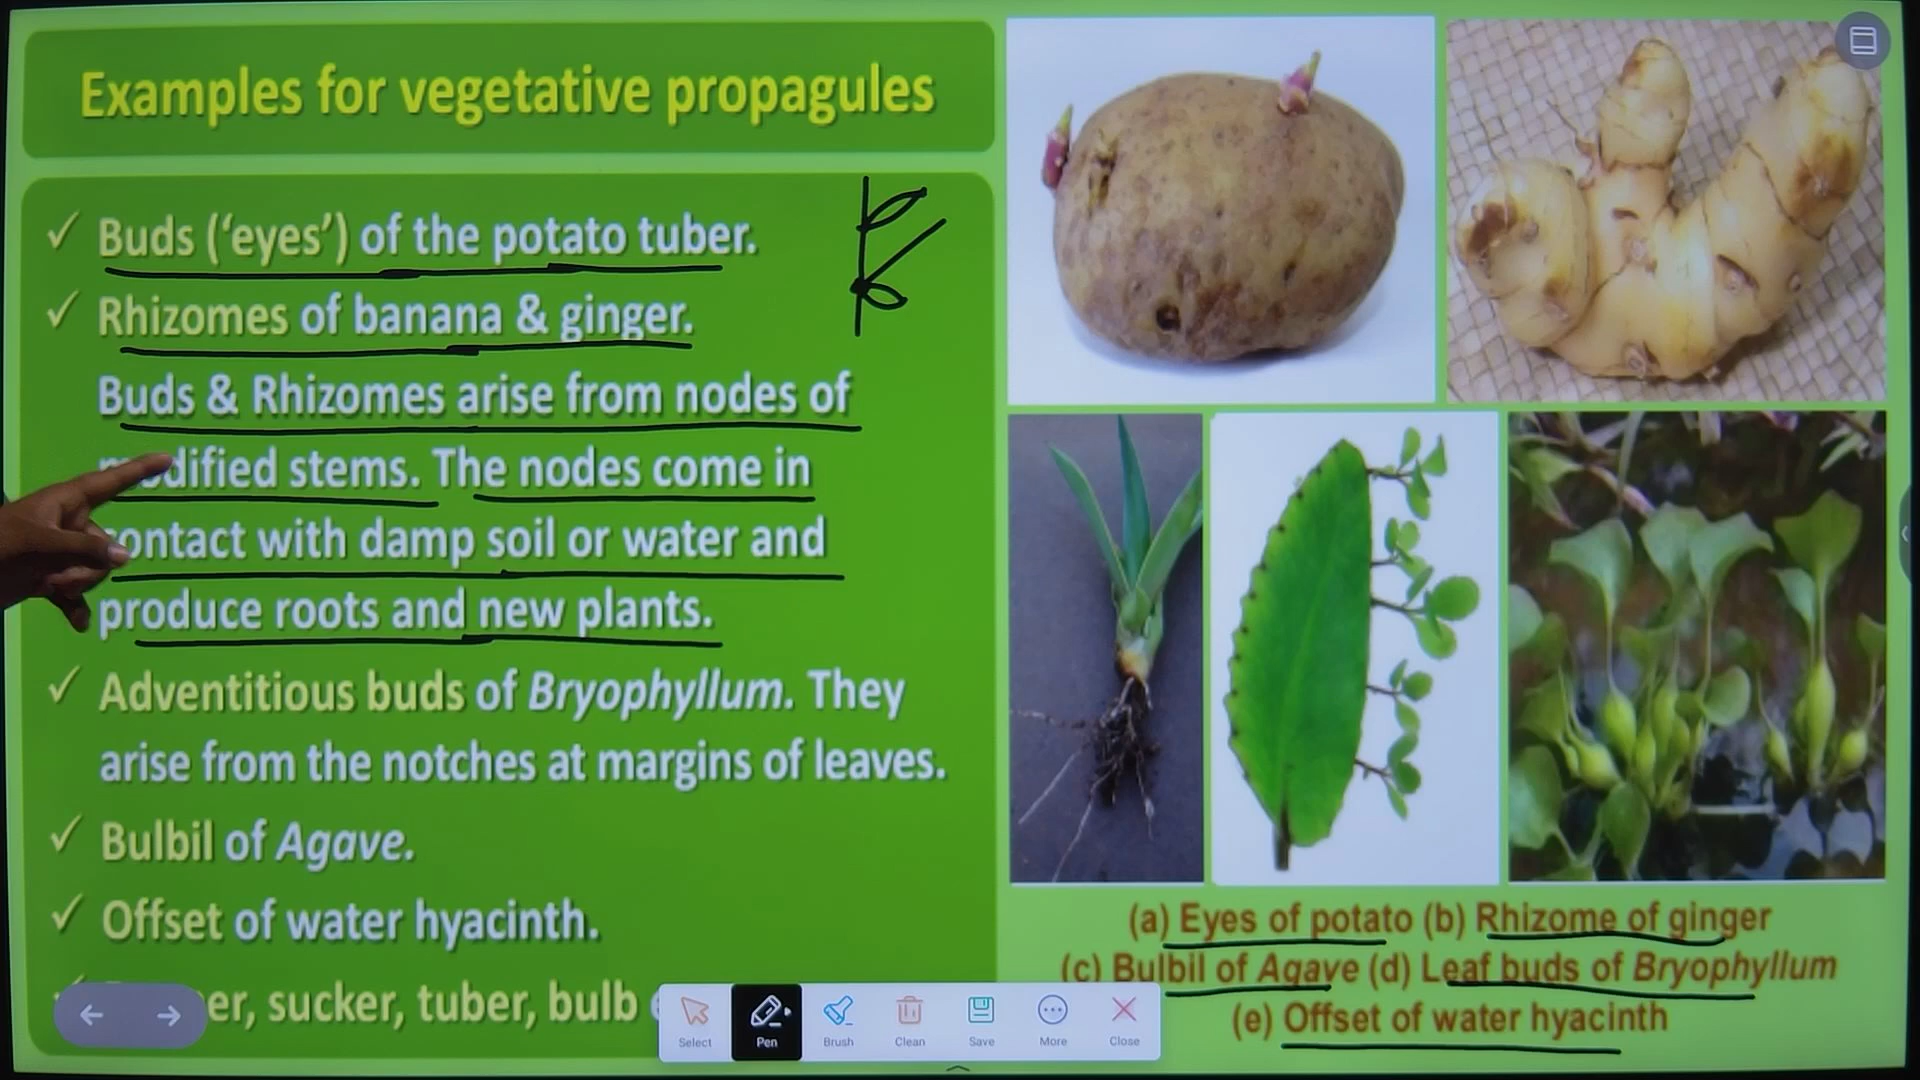 Examples for vegetative propagules
✓ Buds (‘eyes’) of the potato tuber.
✓ Rhizomes of banana & ginger.
Buds & Rhizomes arise from nodes of
modified stems. The nodes come in
contact with damp soil or water and
produce roots and new plants.
✓ Adventitious buds of Bryophyllum. They
arise from the notches at margins of leaves.
✓ Bulbil of Agave.
✓ Offset of water hyacinth.
sucker, tuber, bulb
(a) Eyes of potato (b) Rhizome of ginger
(c) Bulbil of Agave (d) Leaf buds of Bryophyllum
(e) Offset of water hyacinth
Select Pen Brush Clean Save More Close